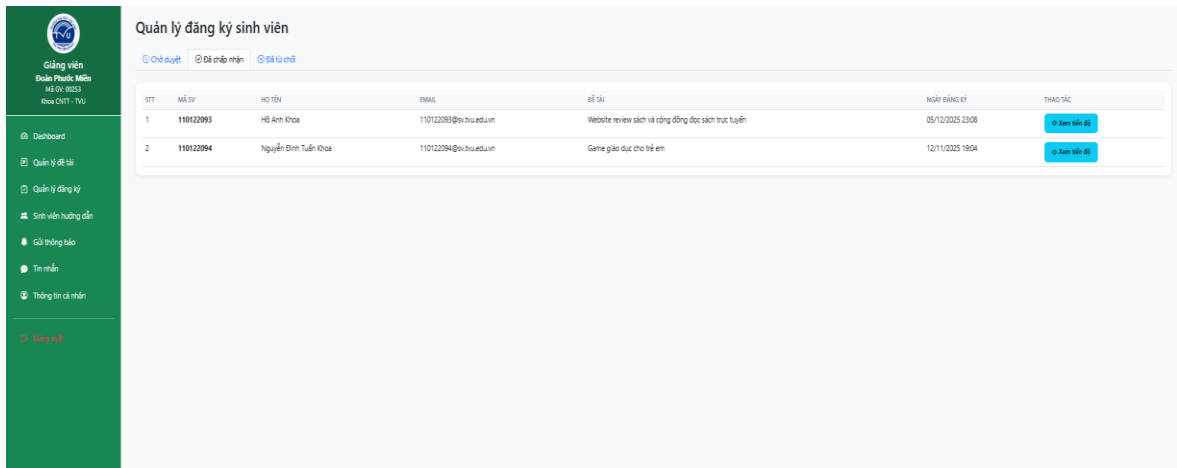 TVU
Giảng viên
Đoàn Phước Miền
Mã GV: 00253
Khoa CNTT - TVU
Dashboard
Quản lý đề tài
Quản lý đăng ký
Sinh viên hướng dẫn
Gửi thông báo
Tin nhắn
Thông tin cá nhân
Đăng xuất
Quản lý đăng ký sinh viên
Chờ duyệt Đã chấp nhận Đã từ chối
STT MÃ SV HỌ TÊN EMAIL ĐỀ TÀI NGÀY ĐĂNG KÝ THAO TÁC
1 110122093 Hồ Anh Khoa 110122093@sv.tvu.edu.vn Website review sách và cộng đồng đọc sách trực tuyến 05/12/2025 23:08 Xem tiến độ
2 110122094 Nguyễn Đinh Tuấn Khoa 110122094@sv.tvu.edu.vn Game giáo dục cho trẻ em 12/11/2025 19:04 Xem tiến độ